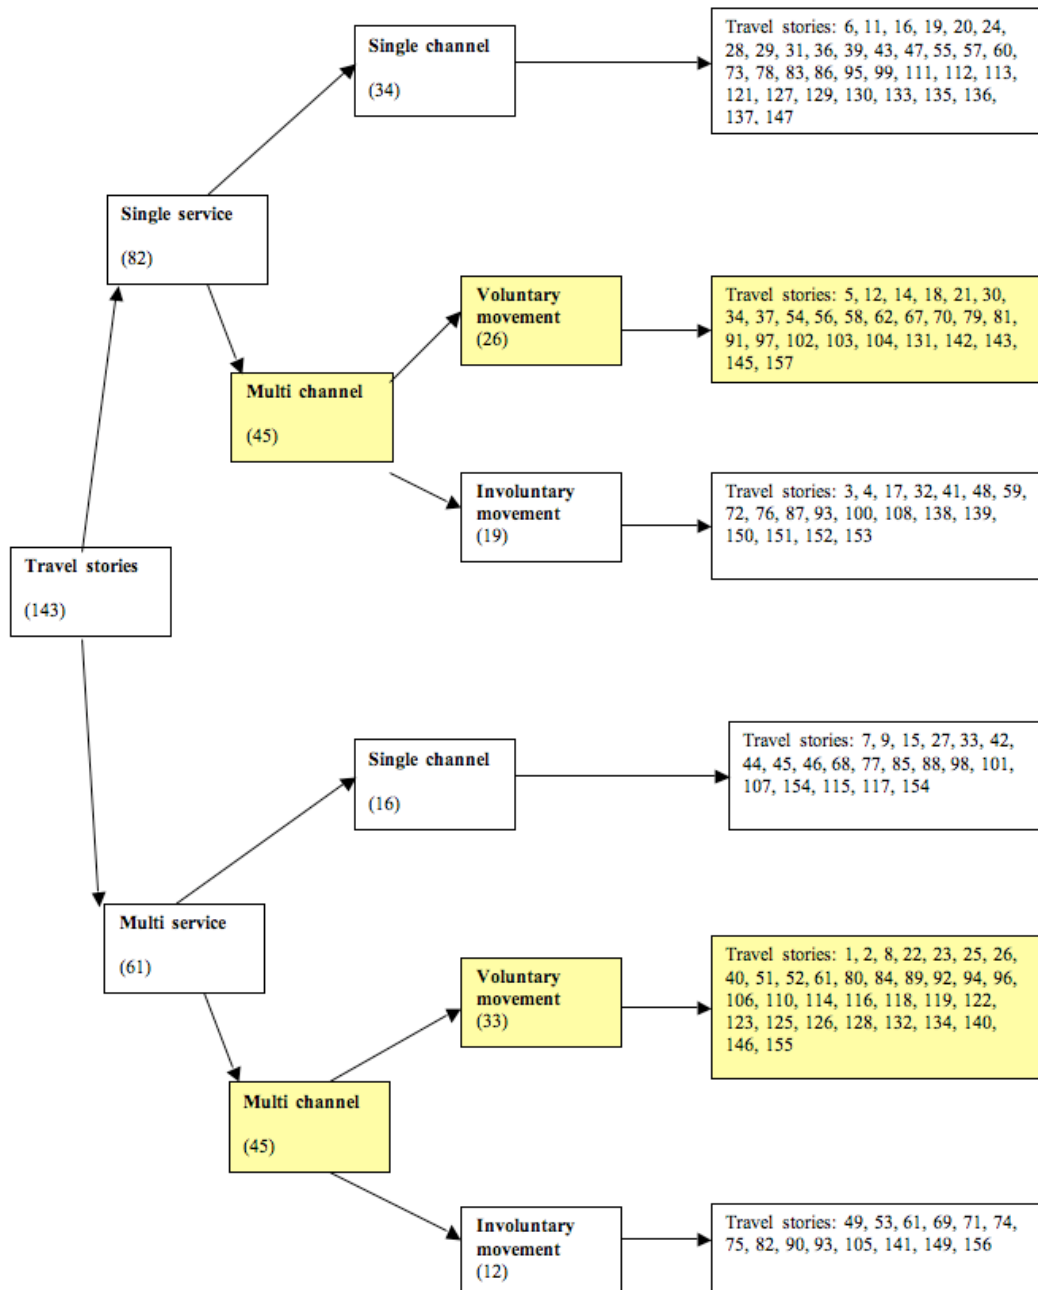 Single channel
(34)
Travel stories: 6, 11, 16, 19, 20, 24,
28, 29, 31, 36, 39, 43, 47, 55, 57, 60,
73, 78, 83, 86, 95, 99, 111, 112, 113,
121, 127, 129, 130, 133, 135, 136,
137, 147
Single service
(82)
Voluntary
movement
(26)
Travel stories: 5, 12, 14, 18, 21, 30,
34, 37, 54, 56, 58, 62, 67, 70, 79, 81,
91, 97, 102, 103, 104, 131, 142, 143,
145, 157
Multi channel
(45)
Involuntary
movement
(19)
Travel stories: 3, 4, 17, 32, 41, 48, 59,
72, 76, 87, 93, 100, 108, 138, 139,
150, 151, 152, 153
Travel stories
(143)
Single channel
(16)
Travel stories: 7, 9, 15, 27, 33, 42,
44, 45, 46, 68, 77, 85, 88, 98, 101,
107, 154, 115, 117, 154
Multi service
(61)
Voluntary
movement
(33)
Travel stories: 1, 2, 8, 22, 23, 25, 26,
40, 51, 52, 61, 80, 84, 89, 92, 94, 96,
106, 110, 114, 116, 118, 119, 122,
123, 125, 126, 128, 132, 134, 140,
146, 155
Multi channel
(45)
Involuntary
movement
(12)
Travel stories: 49, 53, 61, 69, 71, 74,
75, 82, 90, 93, 105, 141, 149, 156